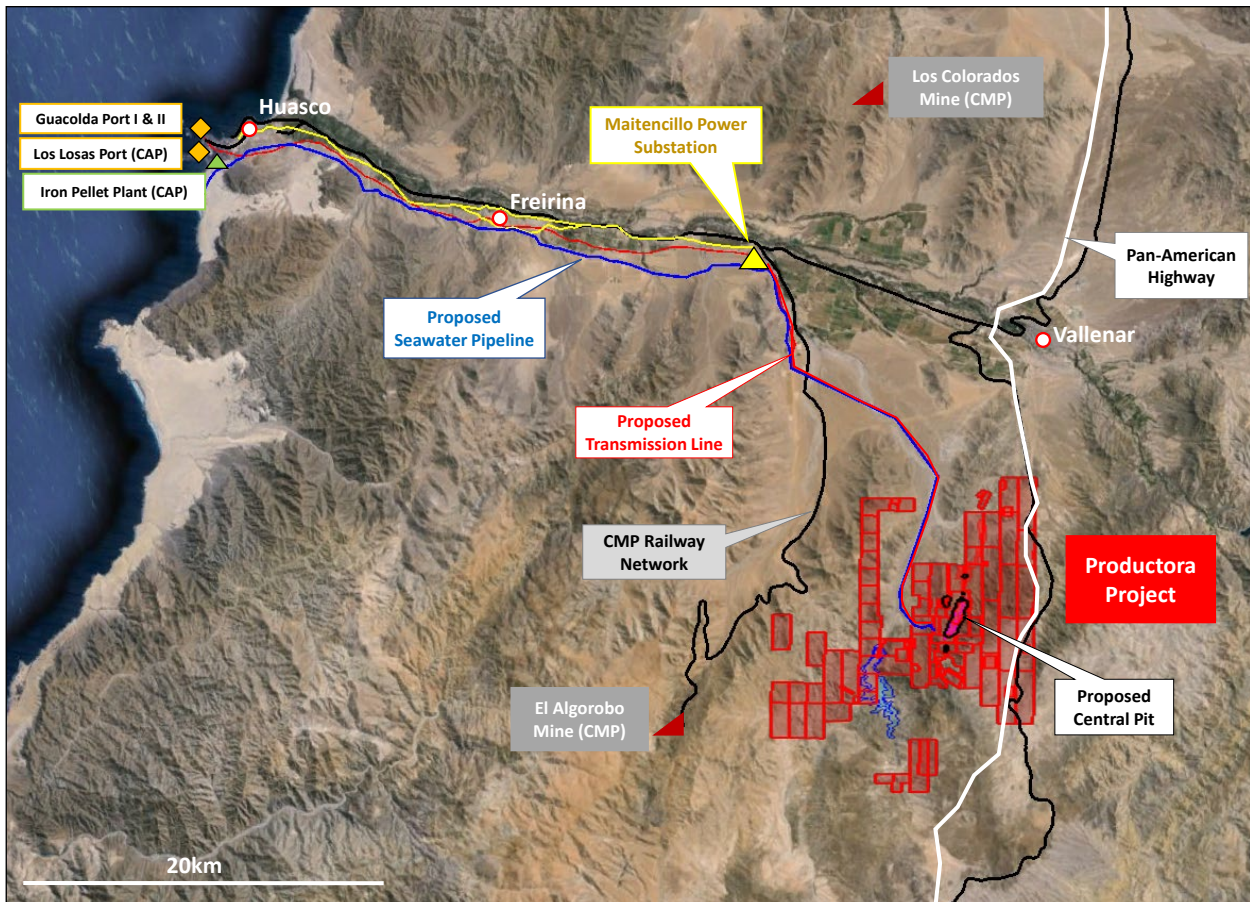 Los Colorados
Mine (CMP)
Huasco
Guacolda Port I & II
Los Losas Port (CAP)
Iron Pellet Plant (CAP)
Maitencillo Power
Substation
Freirina
Pan-American
Highway
Proposed
Seawater Pipeline
Vallenar
Proposed
Transmission Line
CMP Railway
Network
Productora
Project
El Algorobo
Mine (CMP)
Proposed
Central Pit
20km